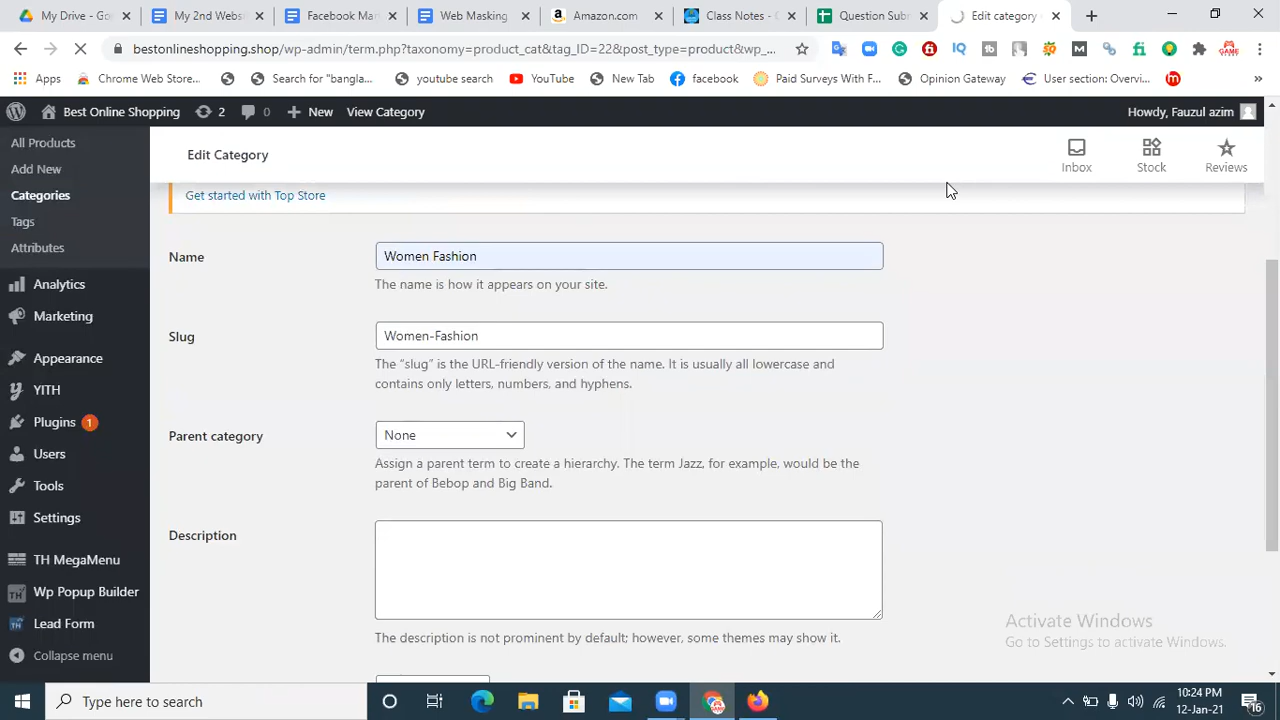 My Drive - Goo
My 2nd Websi
Facebook Mar
Web Masking
Amazon.com
Class Notes - C
Question Subm
Edit category
bestonlineshopping.shop/wp-admin/term.php?taxonomy=product_cat&tag_ID=22&post_type=product&wp_...
Apps
Chrome Web Store...
Search for "bangla...
youtube search
YouTube
New Tab
facebook
Paid Surveys With F...
Opinion Gateway
User section: Overvi...
Best Online Shopping
2
0
New
View Category
Howdy, Fauzul azim
All Products
Add New
Categories
Tags
Attributes
Analytics
Marketing
Appearance
YITH
Plugins 1
Users
Tools
Settings
TH MegaMenu
Wp Popup Builder
Lead Form
Collapse menu
Edit Category
Inbox
Stock
Reviews
Get started with Top Store
Name
Women Fashion
The name is how it appears on your site.
Slug
Women-Fashion
The “slug” is the URL-friendly version of the name. It is usually all lowercase and
contains only letters, numbers, and hyphens.
Parent category
None
Assign a parent term to create a hierarchy. The term Jazz, for example, would be the
parent of Bebop and Big Band.
Description
The description is not prominent by default; however, some themes may show it.
Activate Windows
Go to Settings to activate Windows.
Type here to search
10:24 PM
12-Jan-21
16